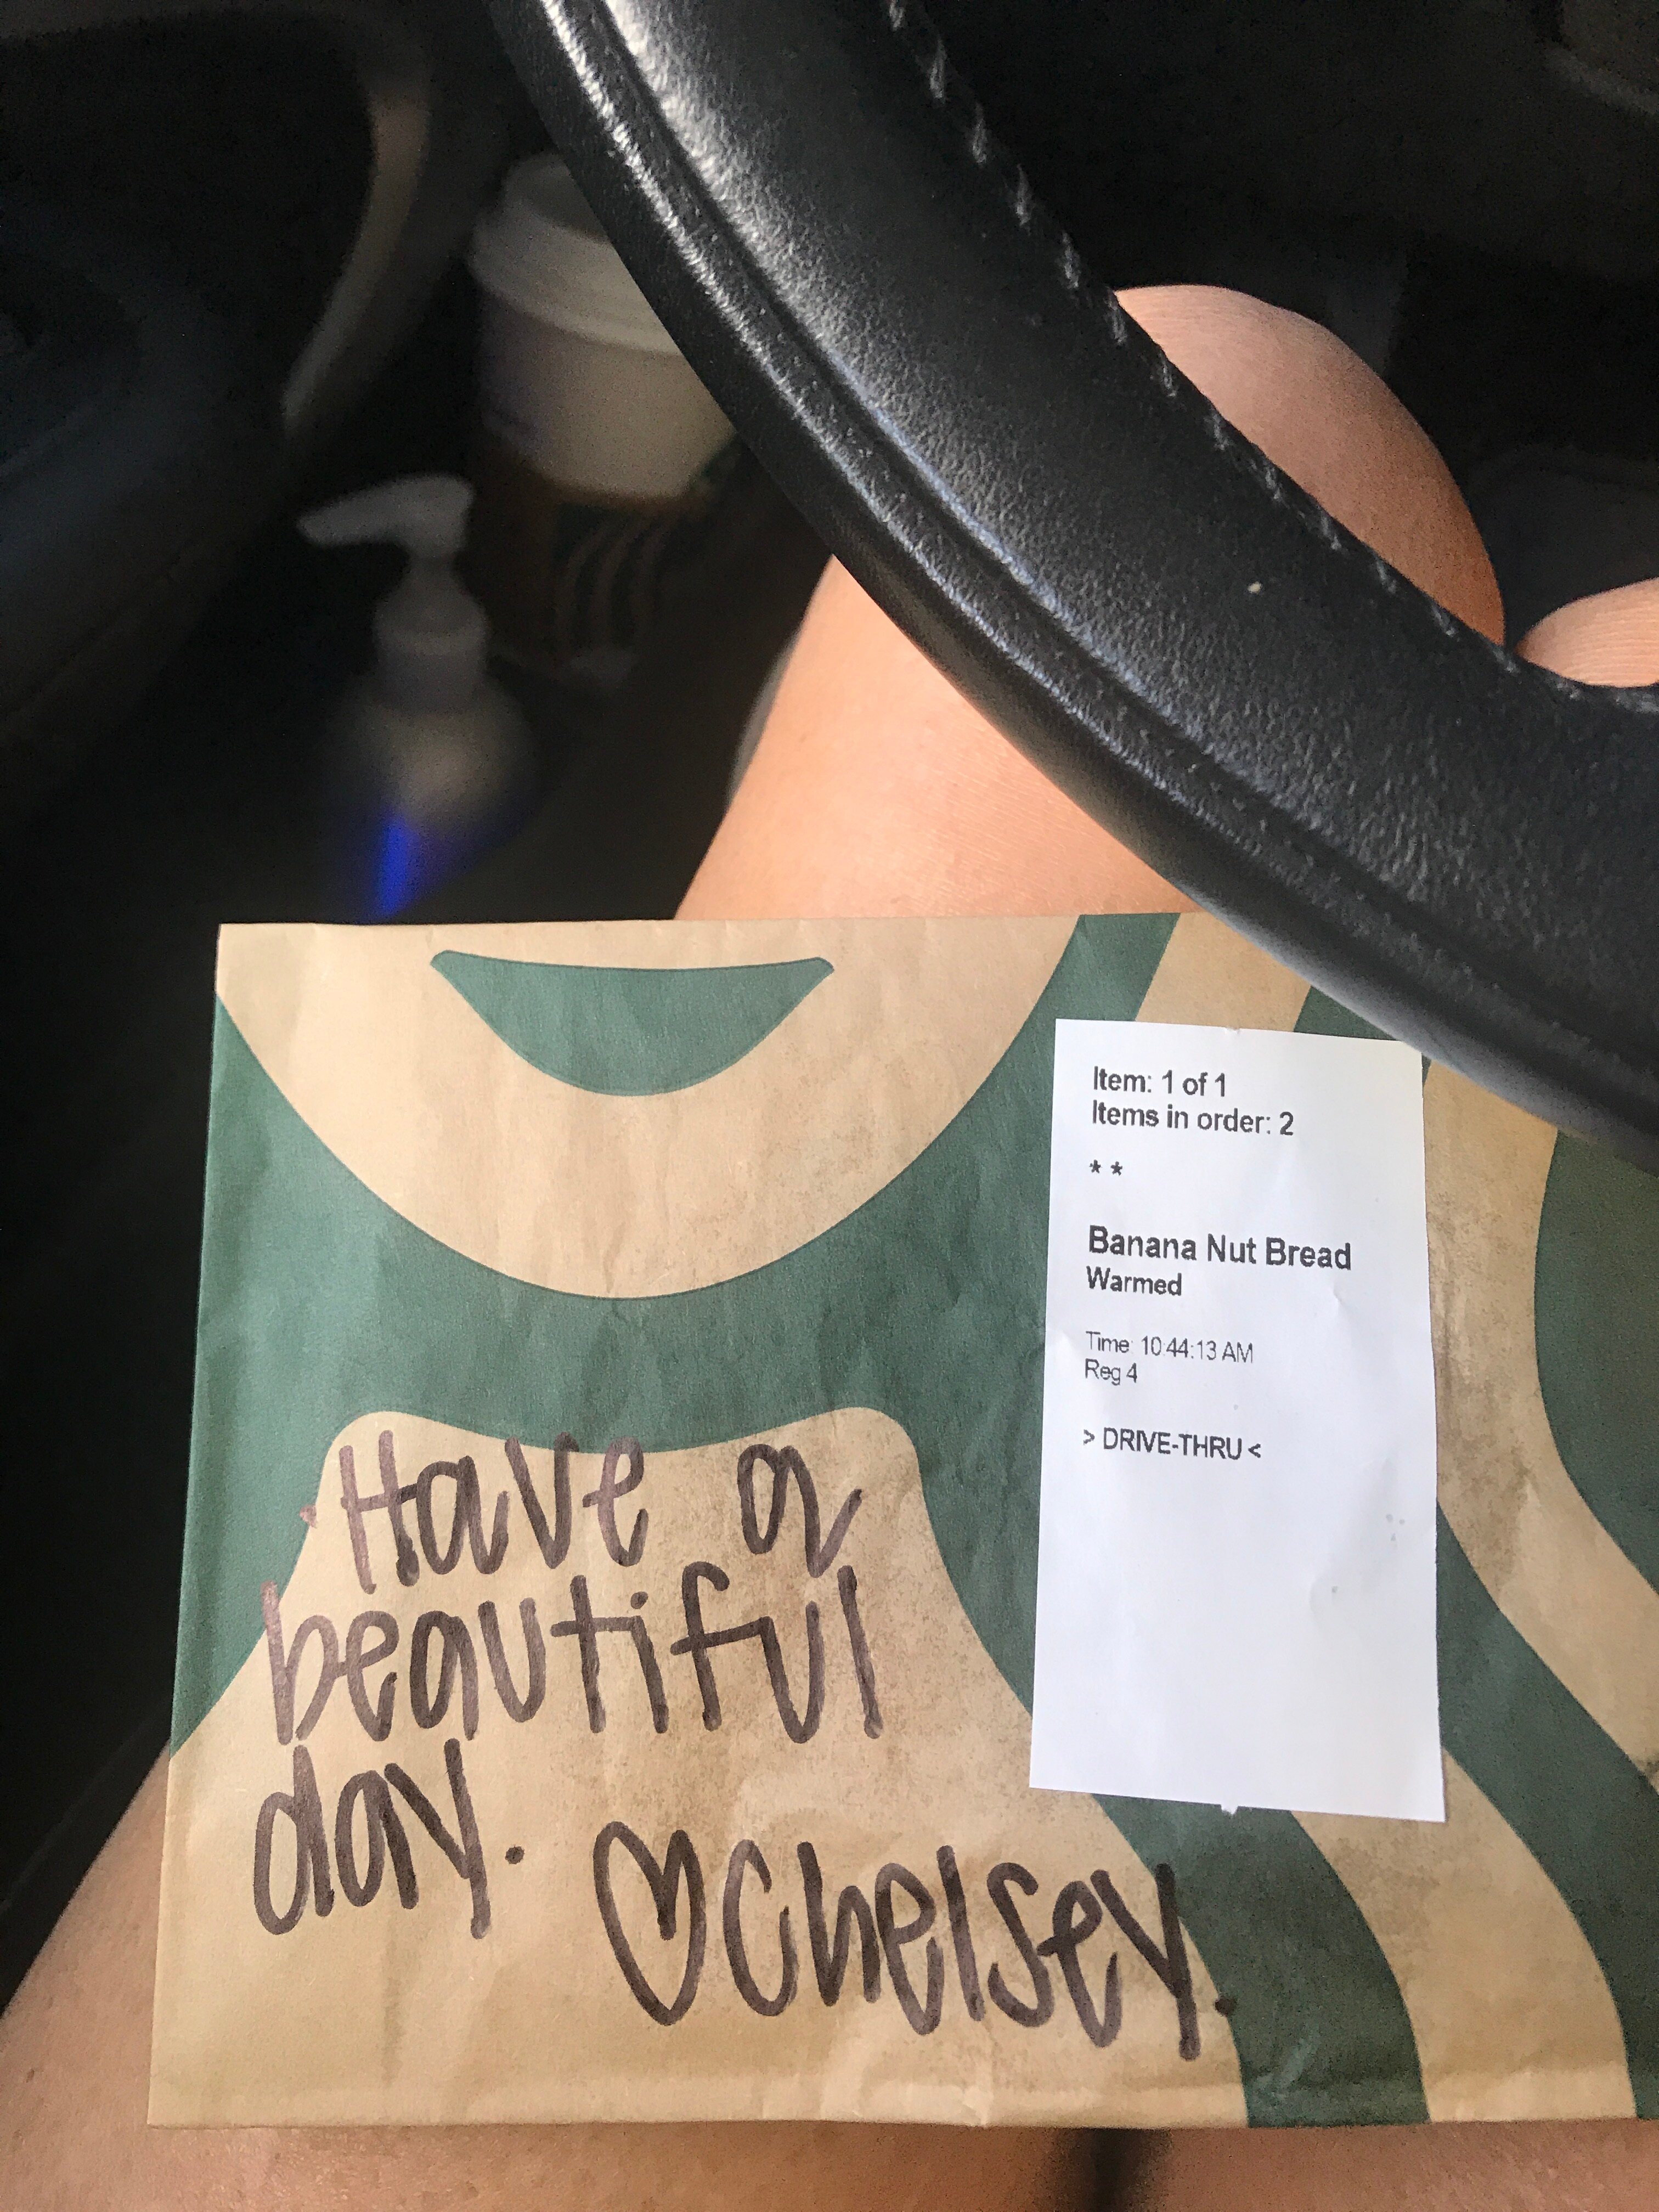 Item: 1 of 1
Items in order: 2
* *
Banana Nut Bread
Warmed
Time: 10:44:13 AM
Reg 4
> DRIVE-THRU <
Have a
beautiful
day.
♡Chelsey.